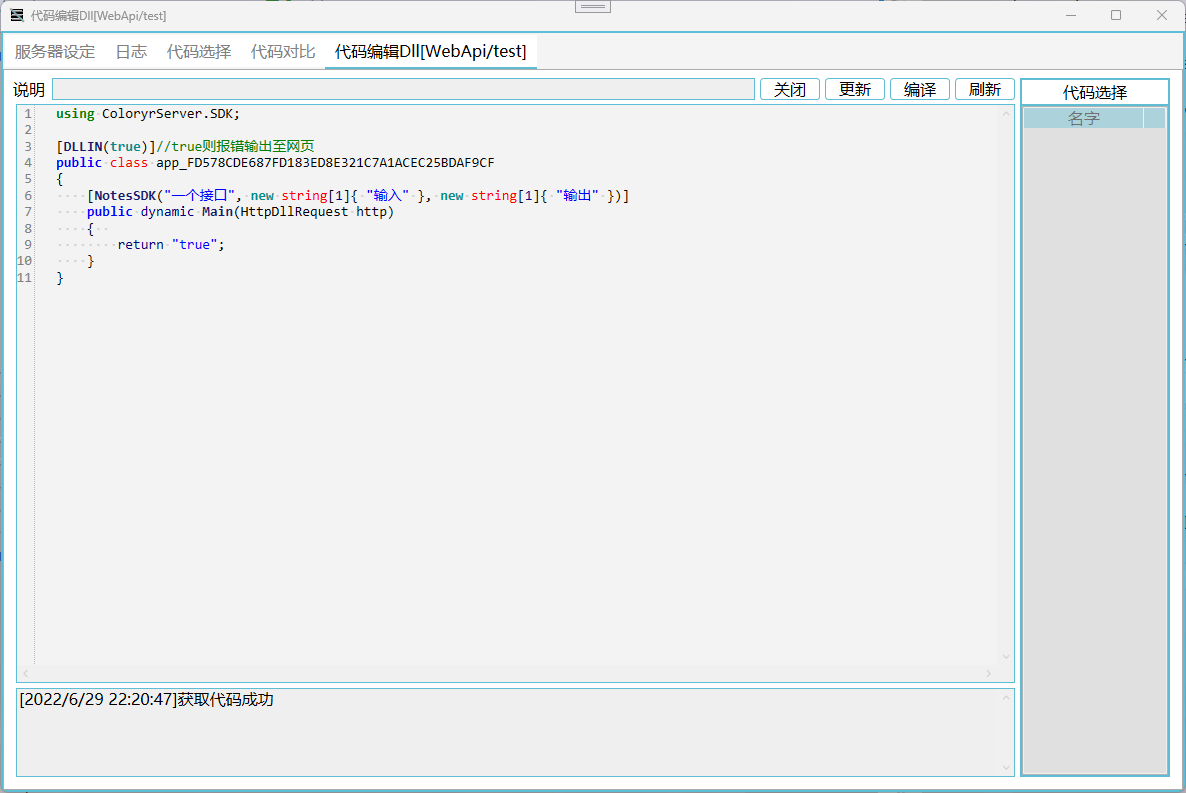 代码编辑Dll[WebApi/test]
服务器设定 日志 代码选择 代码对比 代码编辑Dll[WebApi/test]
说明 关闭 更新 编译 刷新 代码选择
名字
1 using ColoryrServer.SDK;
2
3 [DLLIN(true)]//true则报错输出至网页
4 public class app_FD578CDE687FD183ED8E321C7A1ACEC25BDAF9CF
5 {
6     [NotesSDK("一个接口", new string[1]{ "输入" }, new string[1]{ "输出" })]
7     public dynamic Main(HttpDllRequest http)
8     {
9         return "true";
10     }
11 }
[2022/6/29 22:20:47]获取代码成功